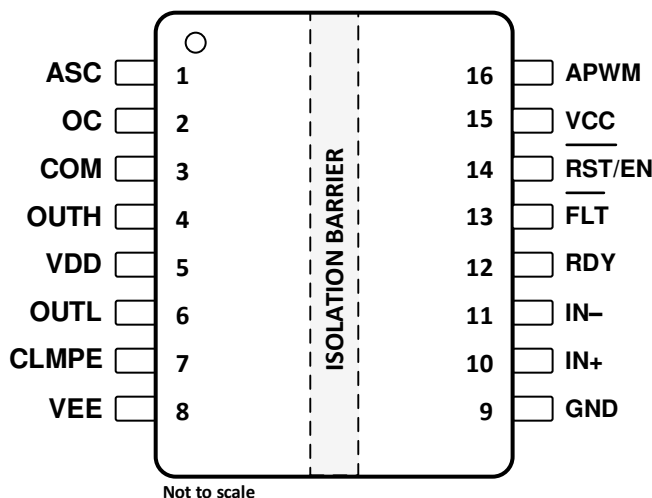 ASC 1 16 APWM
OC 2 15 VCC
COM 3 14 RST/EN
OUTH 4 13 FLT
VDD 5 12 RDY
OUTL 6 11 IN–
CLMPE 7 10 IN+
VEE 8 9 GND
ISOLATION BARRIER
Not to scale